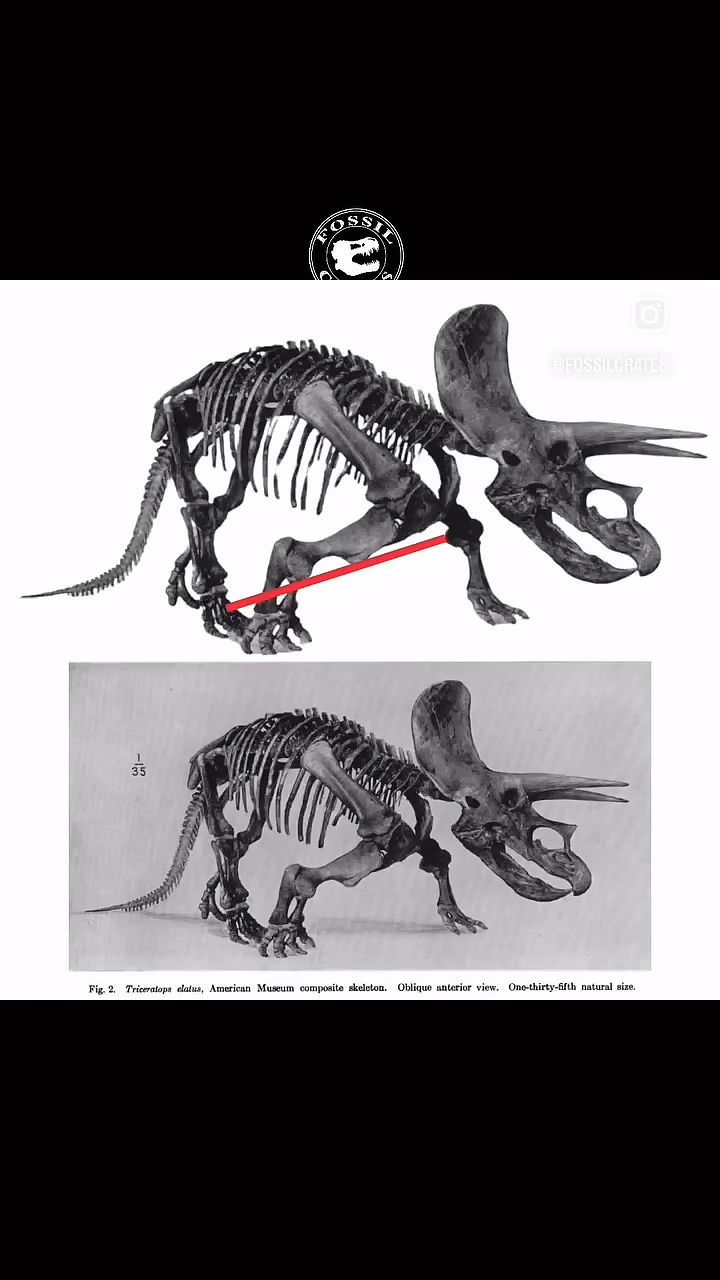 FOSSIL
@FOSSILCRATES
1
35
Fig. 2. Triceratops elatus, American Museum composite skeleton. Oblique anterior view. One-thirty-fifth natural size.